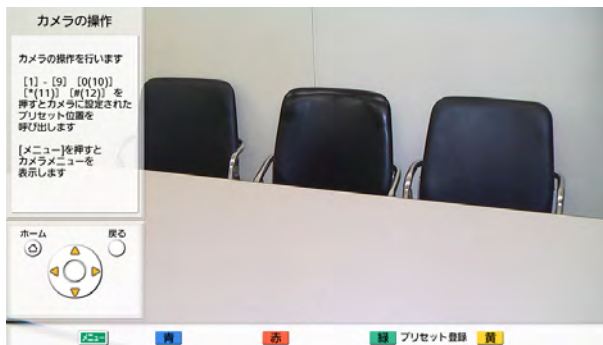 カメラの操作
カメラの操作を行います
［1］-［9］［0(10)］
［*(11)］［#(12)］を
押すとカメラに設定された
プリセット位置を
呼び出します
[メニュー]を押すと
カメラメニューを
表示します
ホーム 戻る
メニュー 青 赤 緑 プリセット登録 黄